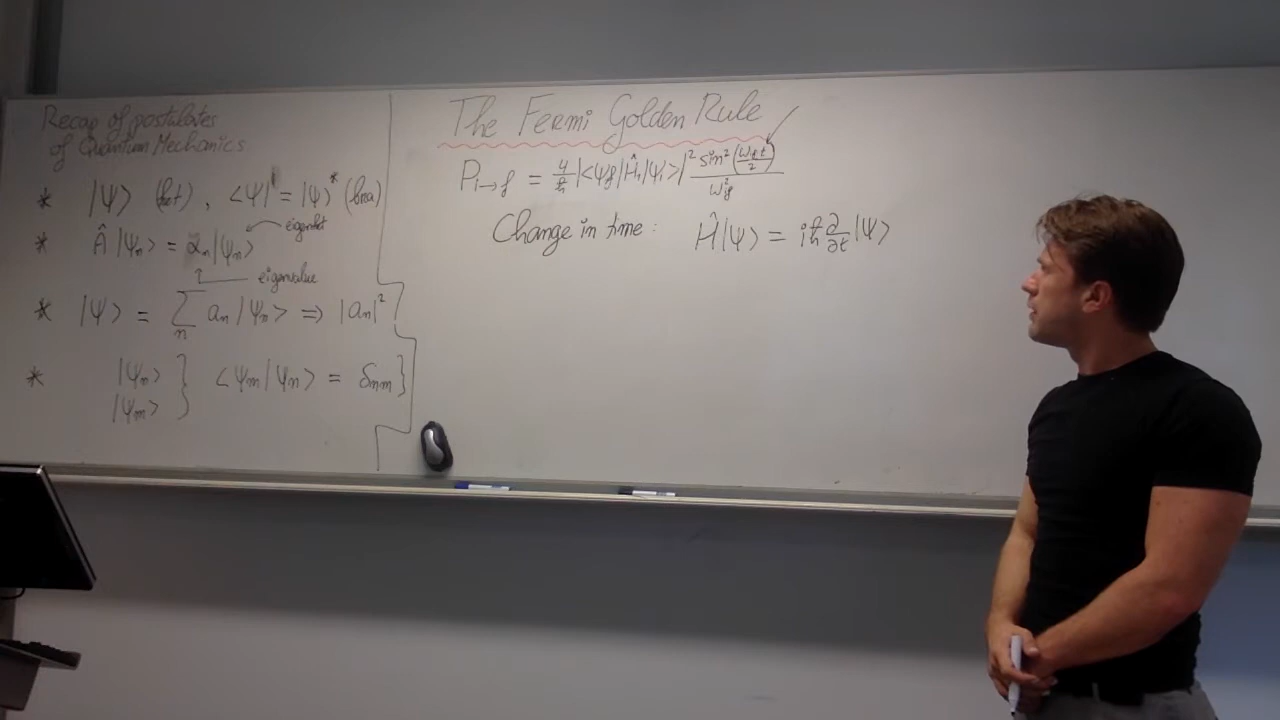 Recap of postulates
of Quantum Mechanics
* |Ψ⟩ (ket), ⟨Ψ| = |Ψ⟩* (bra)
* Â|Ψn⟩ = αn|Ψn⟩ eigenket
eigenvalue
* |Ψ⟩ = Σn an|Ψn⟩ => |an|²
* |Ψn⟩ |Ψm⟩ } ⟨Ψm|Ψn⟩ = δnm }
The Fermi Golden Rule
Pi→f = 4/ħ |⟨Ψf|Ĥ1|Ψi⟩|² sin²(ωif t/2) / ωif²
Change in time: Ĥ|Ψ⟩ = iħ ∂/∂t |Ψ⟩